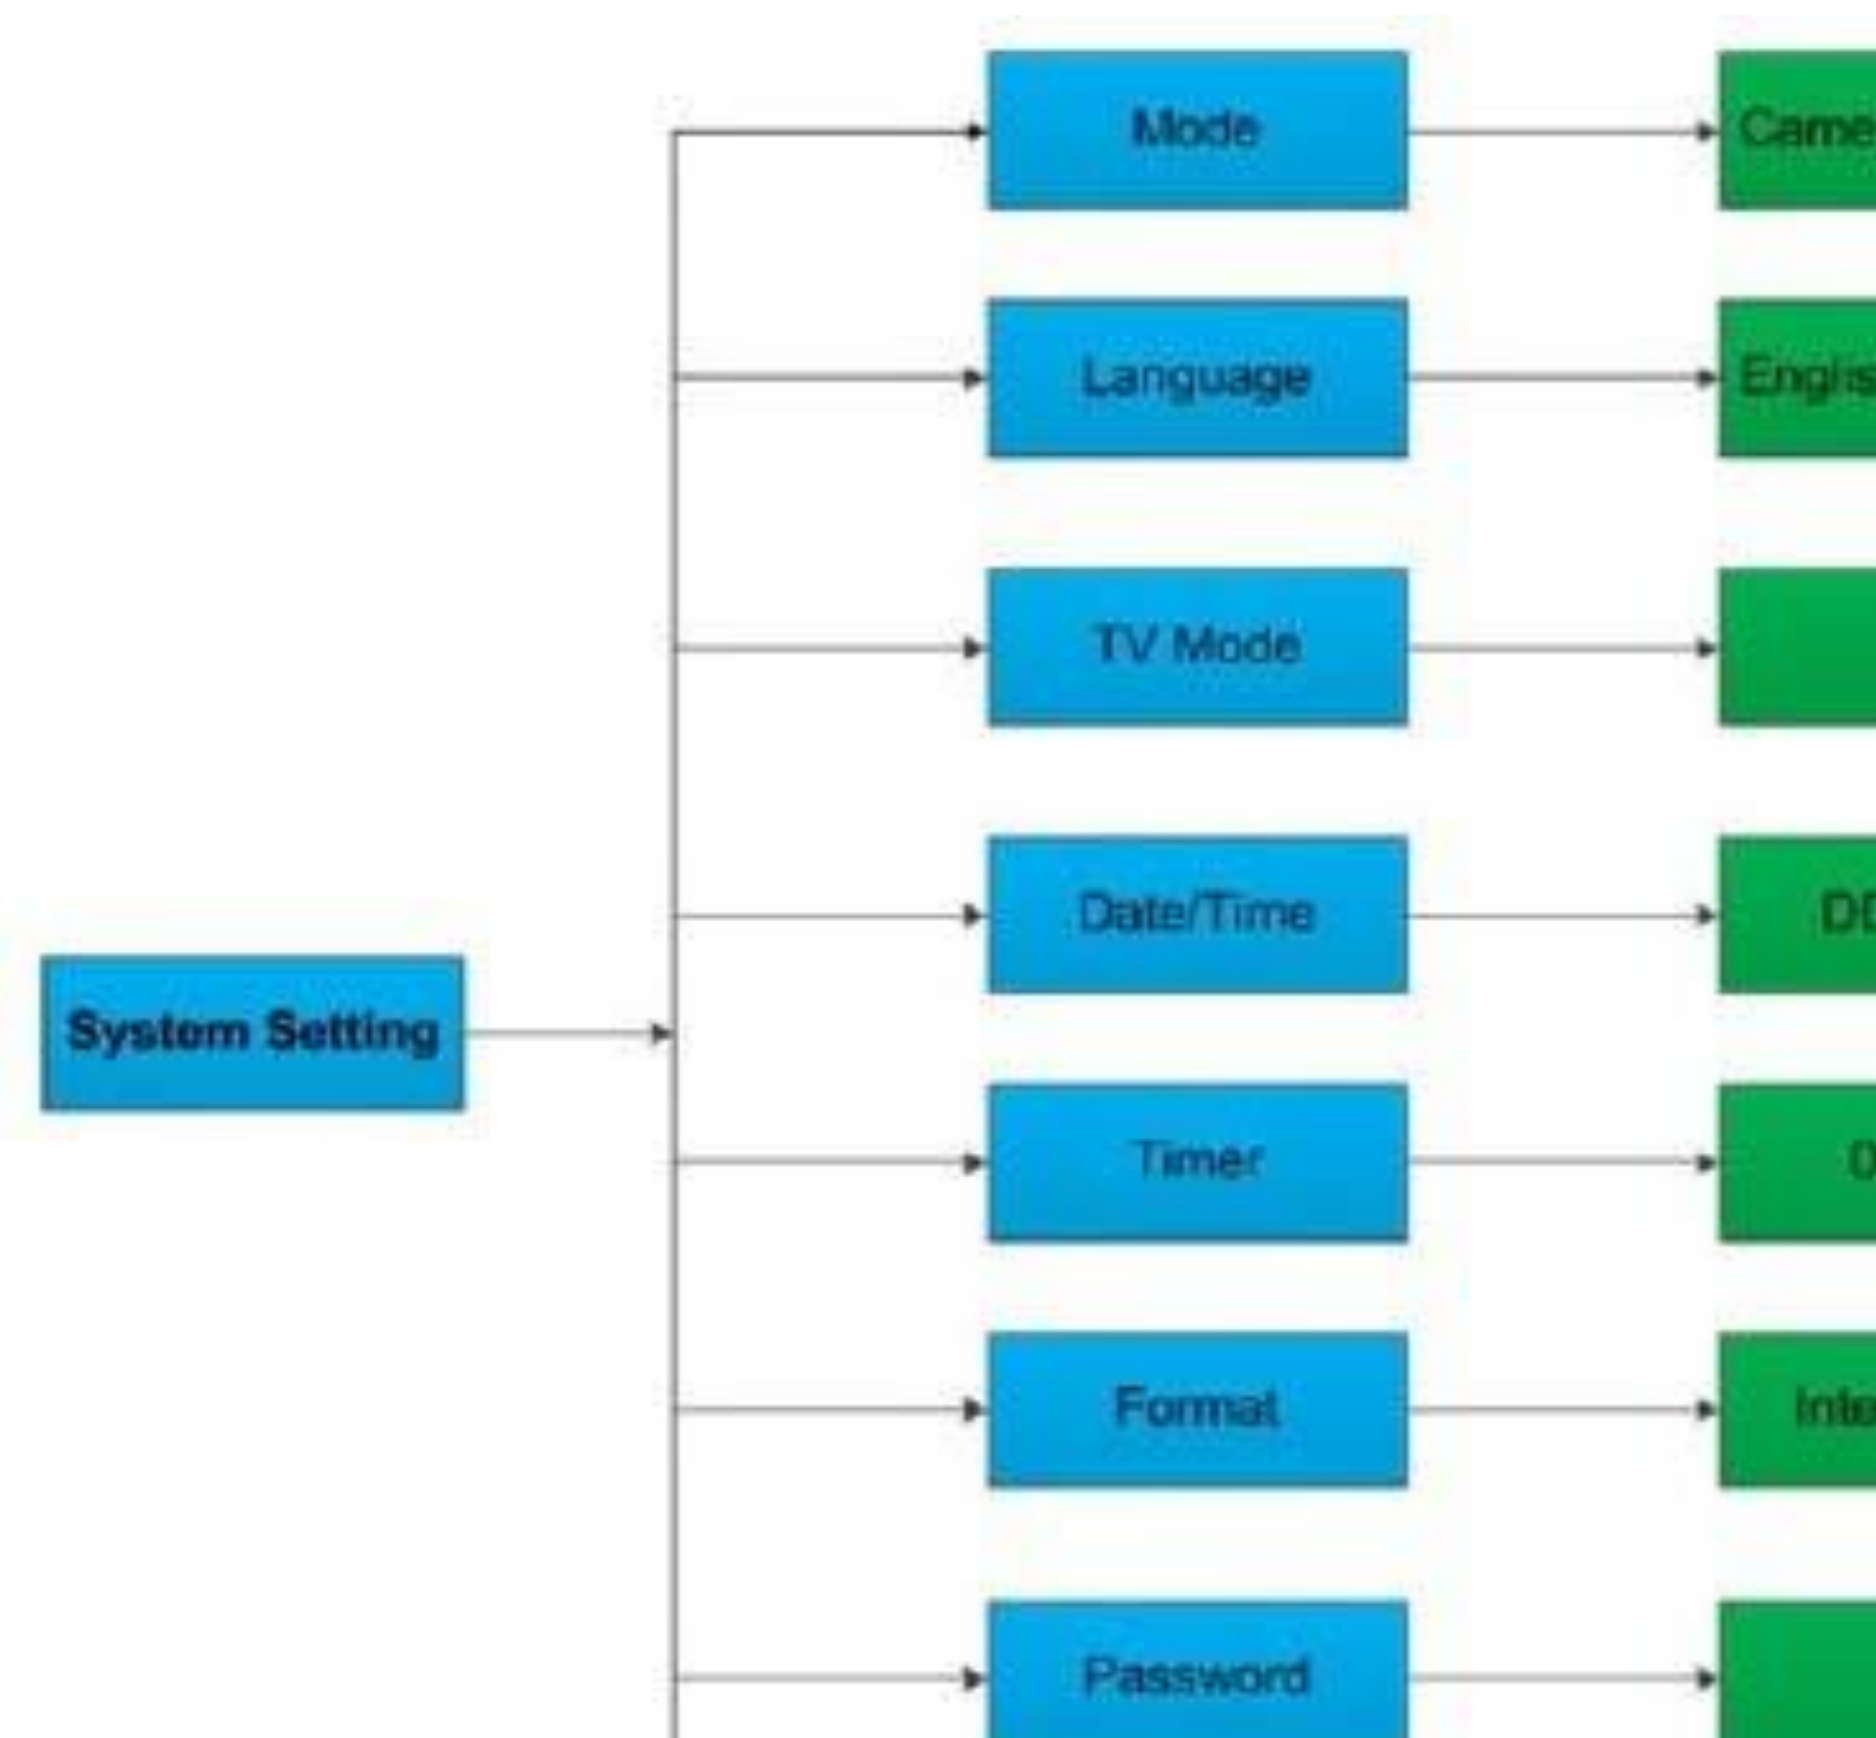 Mode
Language
TV Mode
Date/Time
System Setting
Timer
Format
Password